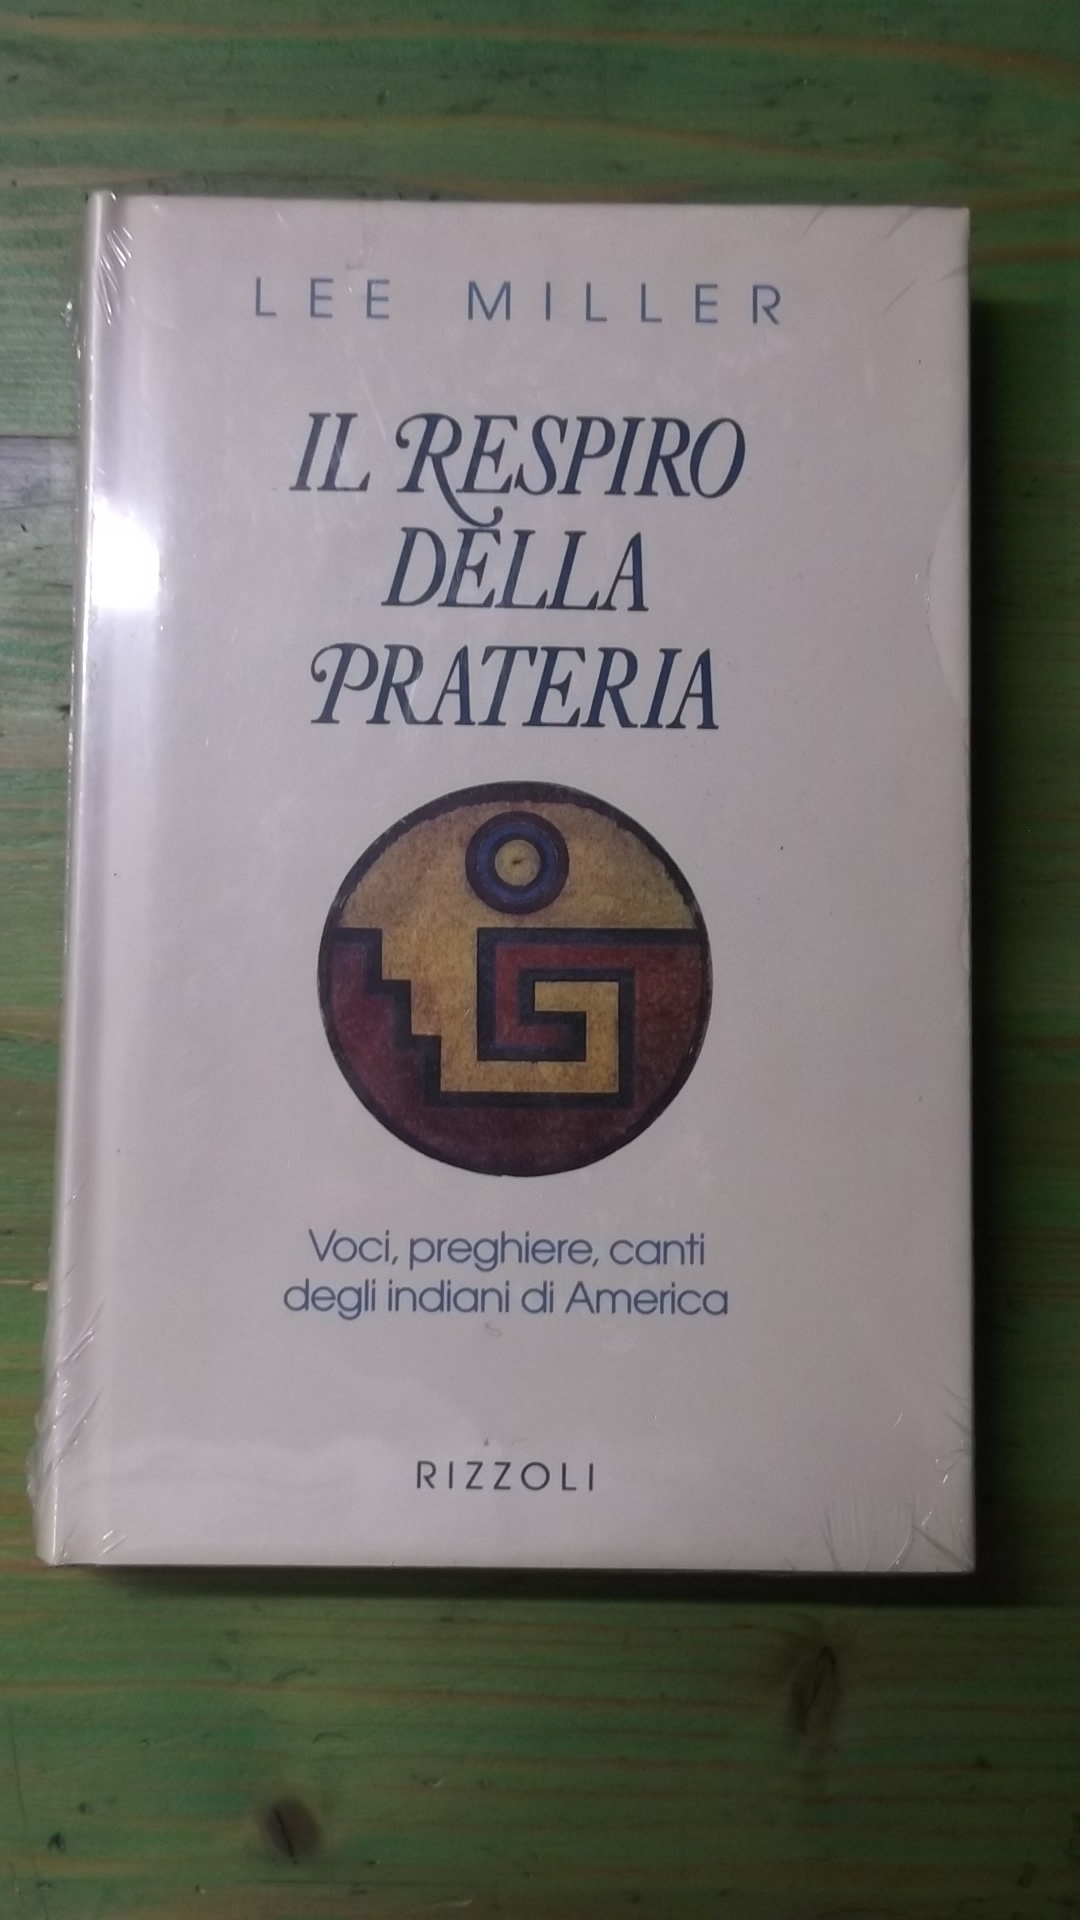 LEE MILLER
IL RESPIRO
DELLA
PRATERIA
Voci, preghiere, canti
degli indiani di America
RIZZOLI